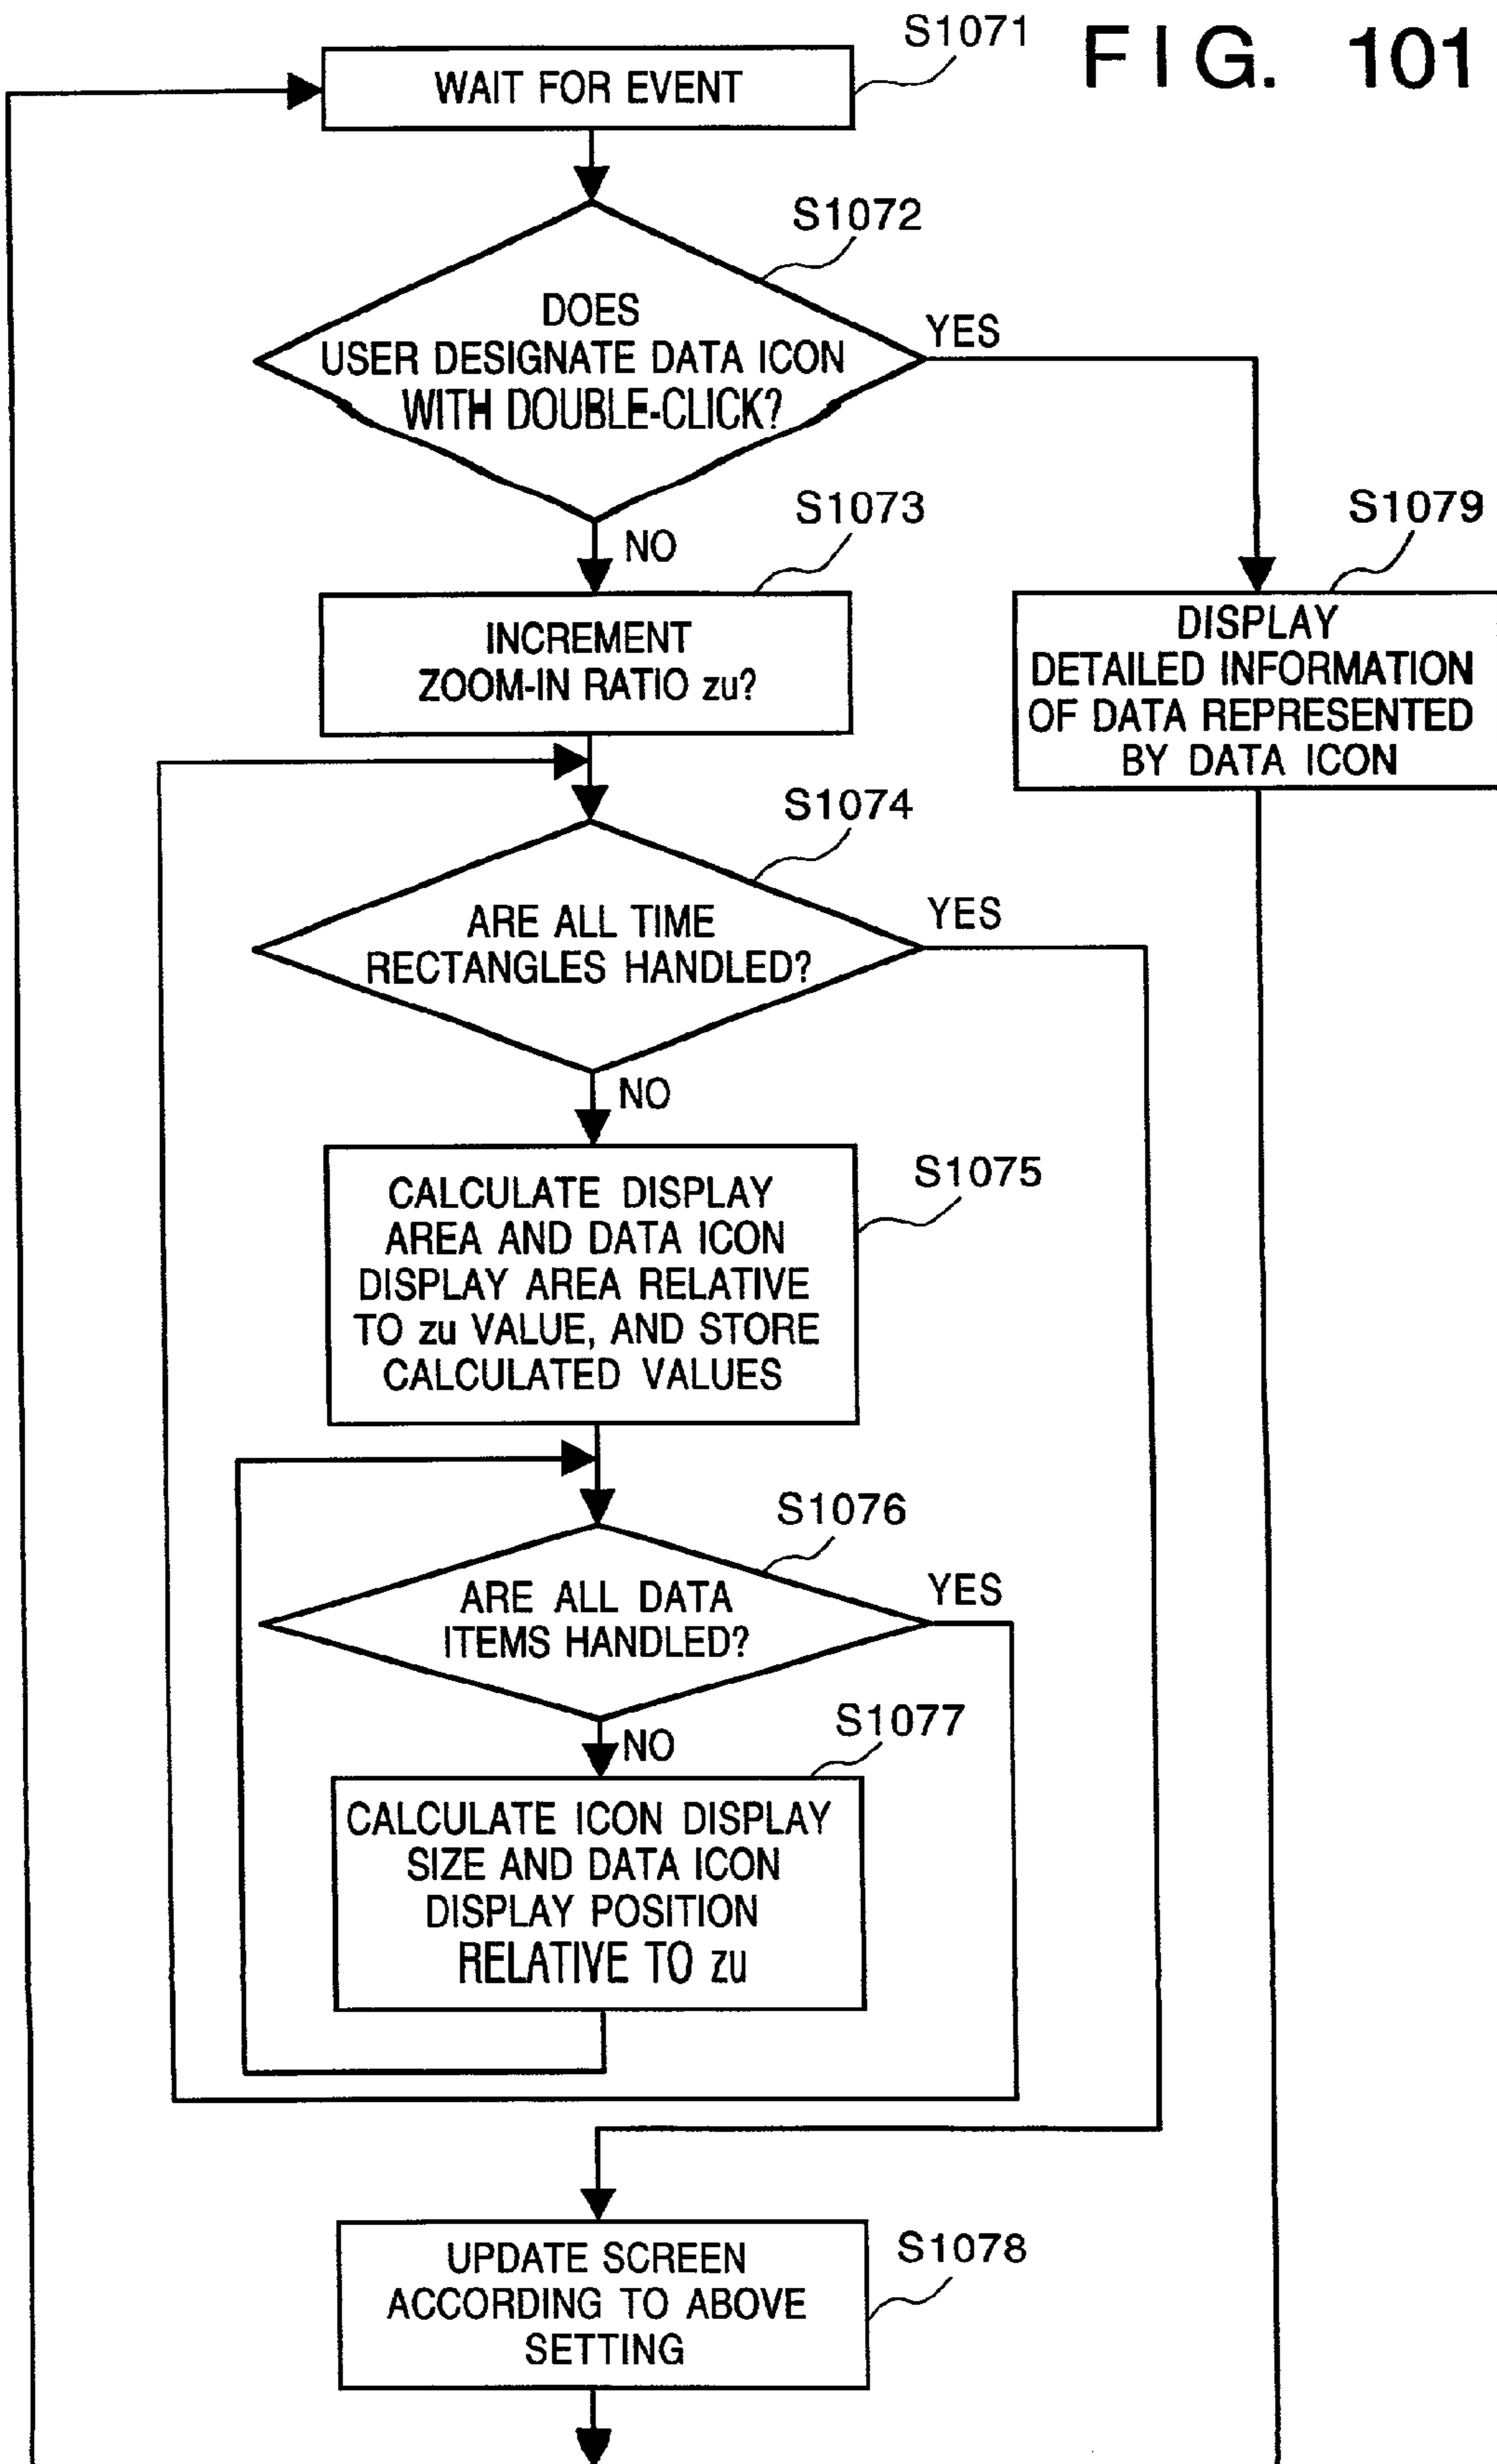 FIG. 101
S1071
WAIT FOR EVENT
S1072
DOES
USER DESIGNATE DATA ICON
WITH DOUBLE-CLICK?
YES
NO
S1073
INCREMENT
ZOOM-IN RATIO zu?
S1079
DISPLAY
DETAILED INFORMATION
OF DATA REPRESENTED
BY DATA ICON
S1074
ARE ALL TIME
RECTANGLES HANDLED?
YES
NO
S1075
CALCULATE DISPLAY
AREA AND DATA ICON
DISPLAY AREA RELATIVE
TO zu VALUE, AND STORE
CALCULATED VALUES
S1076
ARE ALL DATA
ITEMS HANDLED?
YES
NO
S1077
CALCULATE ICON DISPLAY
SIZE AND DATA ICON
DISPLAY POSITION
RELATIVE TO zu
S1078
UPDATE SCREEN
ACCORDING TO ABOVE
SETTING